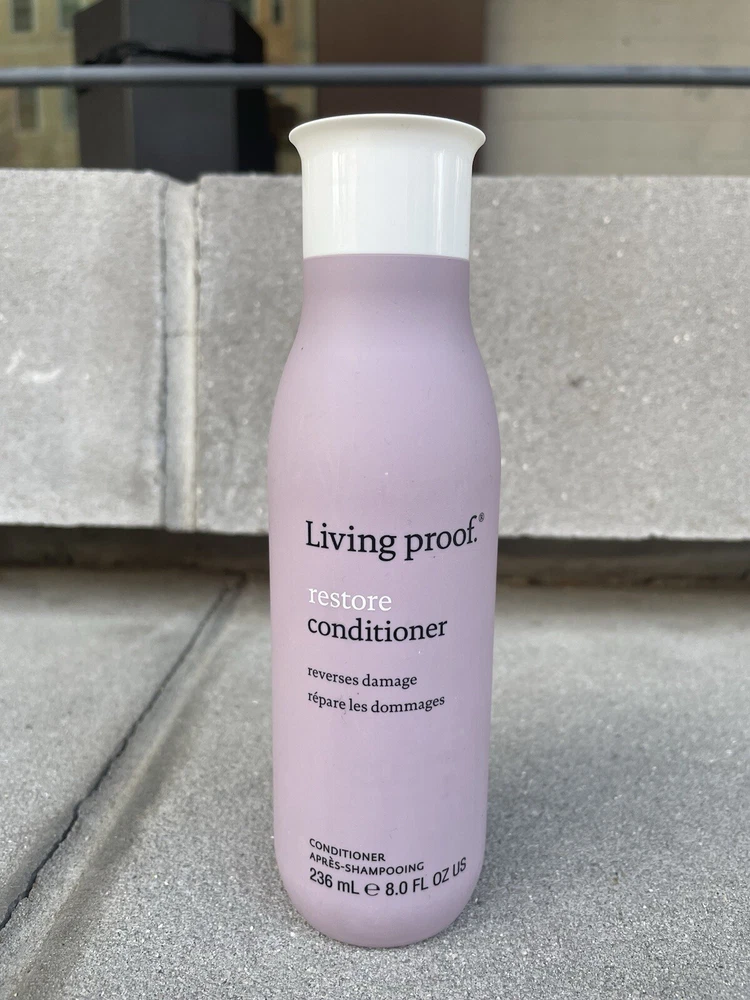 Living proof.®
restore
conditioner
reverses damage
répare les dommages
CONDITIONER
APRÈS-SHAMPOOING
236 mL ℮ 8.0 FL OZ US